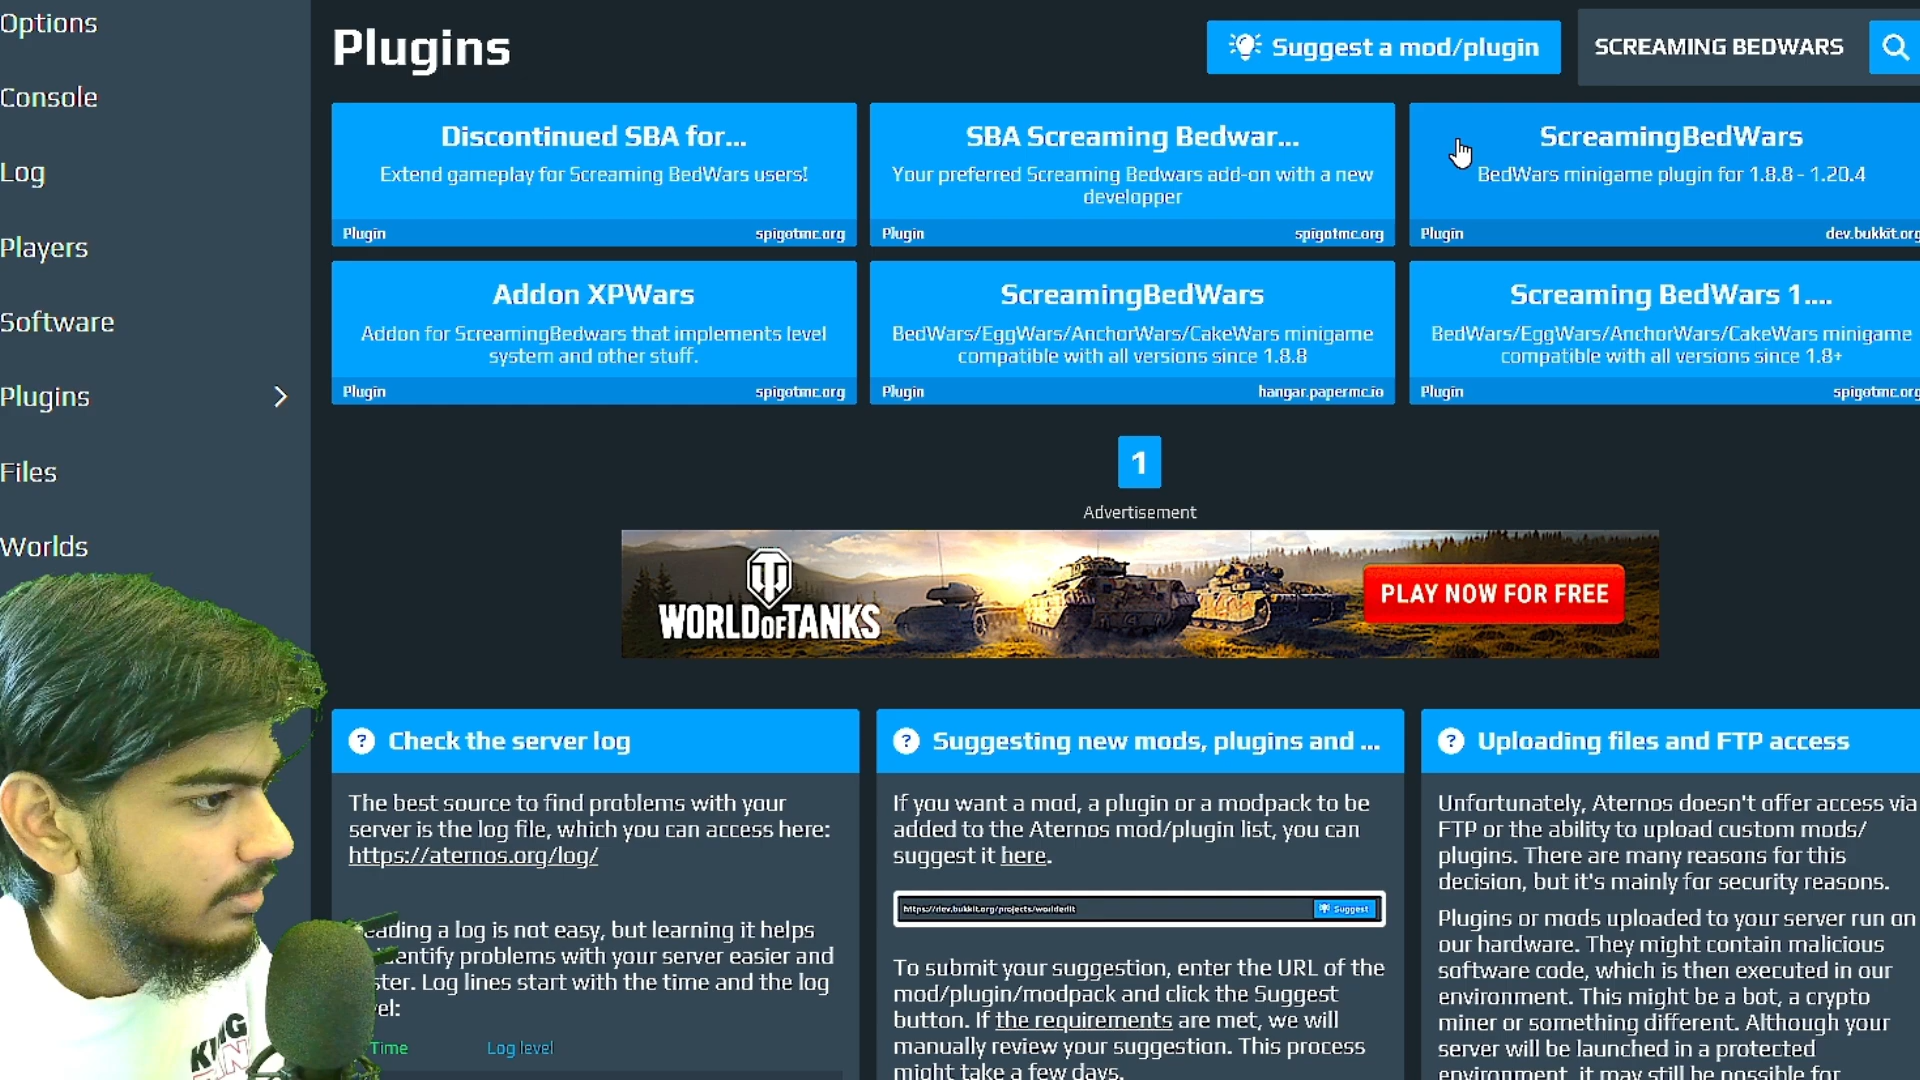 Options
Console
Log
Players
Software
Plugins
Files
Worlds
Plugins
Suggest a mod/plugin
SCREAMING BEDWARS
Discontinued SBA for...
Extend gameplay for Screaming BedWars users!
Plugin
spigotmc.org
SBA Screaming Bedwar...
Your preferred Screaming Bedwars add-on with a new
developper
Plugin
spigotmc.org
ScreamingBedWars
BedWars minigame plugin for 1.8.8 - 1.20.4
Plugin
dev.bukkit.org
Addon XPWars
Addon for ScreamingBedwars that implements level
system and other stuff.
Plugin
spigotmc.org
ScreamingBedWars
BedWars/EggWars/AnchorWars/CakeWars minigame
compatible with all versions since 1.8.8
Plugin
hangar.papermc.io
Screaming BedWars 1....
BedWars/EggWars/AnchorWars/CakeWars minigame
compatible with all versions since 1.8+
Plugin
spigotmc.org
1
Advertisement
WORLD OF TANKS
PLAY NOW FOR FREE
? Check the server log
The best source to find problems with your
server is the log file, which you can access here:
https://aternos.org/log/
eading a log is not easy, but learning it helps
entify problems with your server easier and
ster. Log lines start with the time and the log
el:
Time
Log level
? Suggesting new mods, plugins and ...
If you want a mod, a plugin or a modpack to be
added to the Aternos mod/plugin list, you can
suggest it here.
https://dev.bukkit.org/projects/worldedit
Suggest
To submit your suggestion, enter the URL of the
mod/plugin/modpack and click the Suggest
button. If the requirements are met, we will
manually review your suggestion. This process
might take a few days.
? Uploading files and FTP access
Unfortunately, Aternos doesn't offer access via
FTP or the ability to upload custom mods/
plugins. There are many reasons for this
decision, but it's mainly for security reasons.
Plugins or mods uploaded to your server run on
our hardware. They might contain malicious
software code, which is then executed in our
environment. This might be a bot, a crypto
miner or something different. Although your
server will be launched in a protected
environment, it may still be possible for